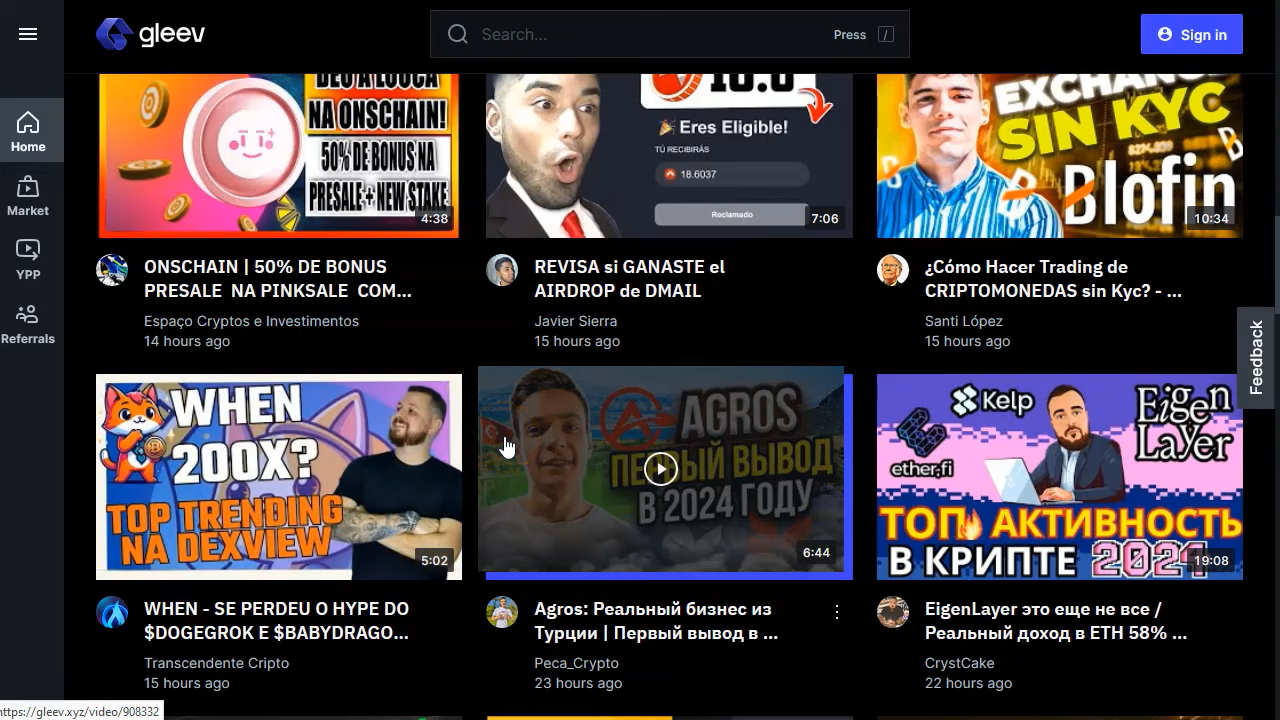 gleev
Search...
Press /
Sign in
Home
Market
YPP
Referrals
Feedback
NA ONSCHAIN!
50% DE BONUS NA
PRESALE + NEW STAKE
4:38
ONSCHAIN | 50% DE BONUS
PRESALE NA PINKSALE COM...
Espaço Cryptos e Investimentos
14 hours ago
Eres Eligible!
TÚ RECIBIRÁS
18.6037
Reclamado
7:06
REVISA si GANASTE el
AIRDROP de DMAIL
Javier Sierra
15 hours ago
EXCHANGE
SIN KYC
Blofin
10:34
¿Cómo Hacer Trading de
CRIPTOMONEDAS sin Kyc? - ...
Santi López
15 hours ago
WHEN
200X?
TOP TRENDING
NA DEXVIEW
5:02
WHEN - SE PERDEU O HYPE DO
$DOGEGROK E $BABYDRAGO...
Transcendente Cripto
15 hours ago
AGROS
ПЕРВЫЙ ВЫВОД
В 2024 ГОДУ
6:44
Agros: Реальный бизнес из
Турции | Первый вывод в ...
Peca_Crypto
23 hours ago
Kelp
EigenLayer
ether.fi
ТОП АКТИВНОСТЬ
В КРИПТЕ 2024
19:08
EigenLayer это еще не все /
Реальный доход в ETH 58% ...
CrystCake
22 hours ago
https://gleev.xyz/video/908332